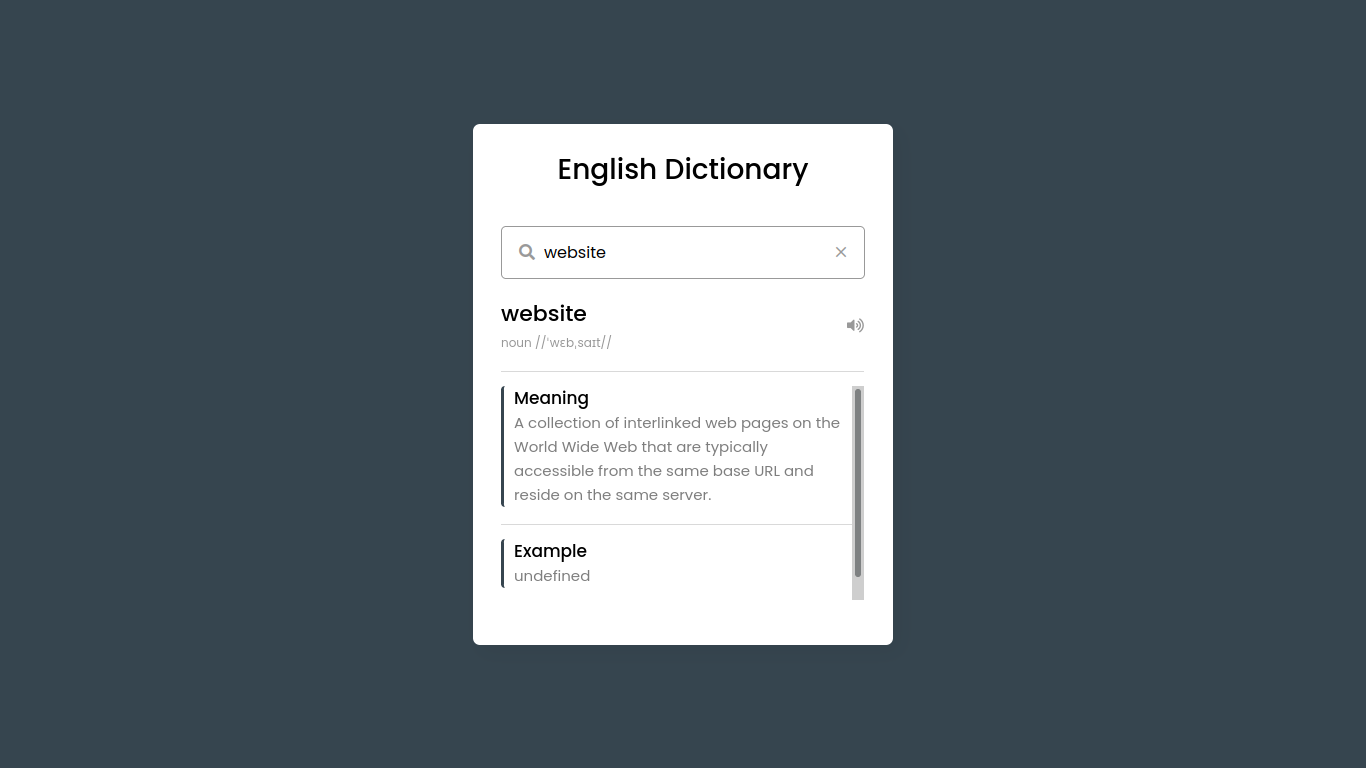 English Dictionary
website
website
noun //ˈwɛbˌsaɪt//
Meaning
A collection of interlinked web pages on the
World Wide Web that are typically
accessible from the same base URL and
reside on the same server.
Example
undefined